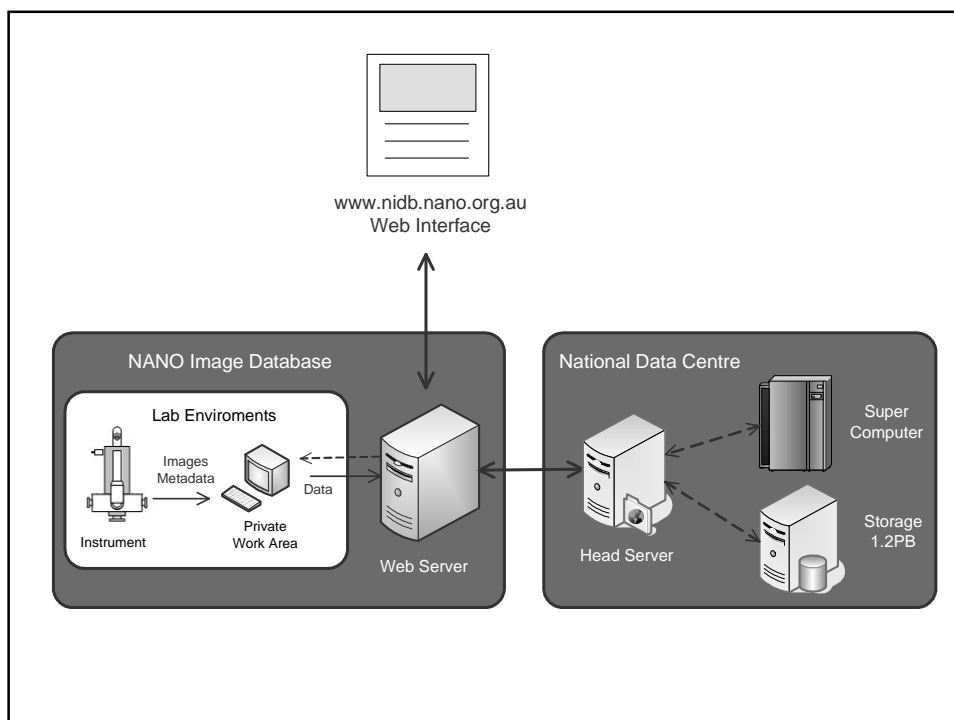 www.nidb.nano.org.au
Web Interface
NANO Image Database
Lab Enviroments
Images
Metadata
Data
Instrument
Private
Work Area
Web Server
National Data Centre
Super
Computer
Head Server
Storage
1.2PB